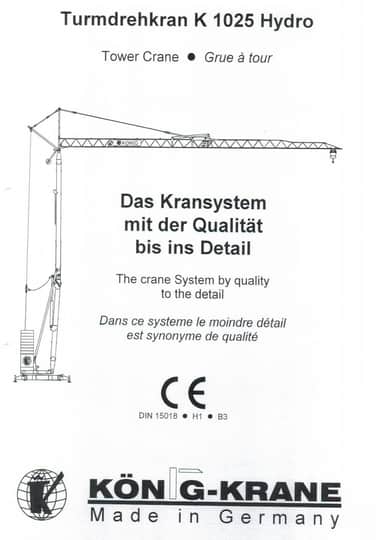 Turmdrehkran K 1025 Hydro
Tower Crane ● Grue à tour
KÖNIG
Das Kransystem
mit der Qualität
bis ins Detail
The crane System by quality
to the detail
Dans ce systeme le moindre détail
est synonyme de qualité
CE
DIN 15018 ● H1 ● B3
K
KÖNIG-KRANE
Made in Germany